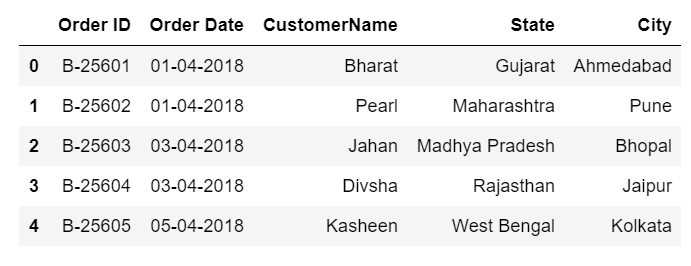 Order ID Order Date CustomerName State City
0 B-25601 01-04-2018 Bharat Gujarat Ahmedabad
1 B-25602 01-04-2018 Pearl Maharashtra Pune
2 B-25603 03-04-2018 Jahan Madhya Pradesh Bhopal
3 B-25604 03-04-2018 Divsha Rajasthan Jaipur
4 B-25605 05-04-2018 Kasheen West Bengal Kolkata